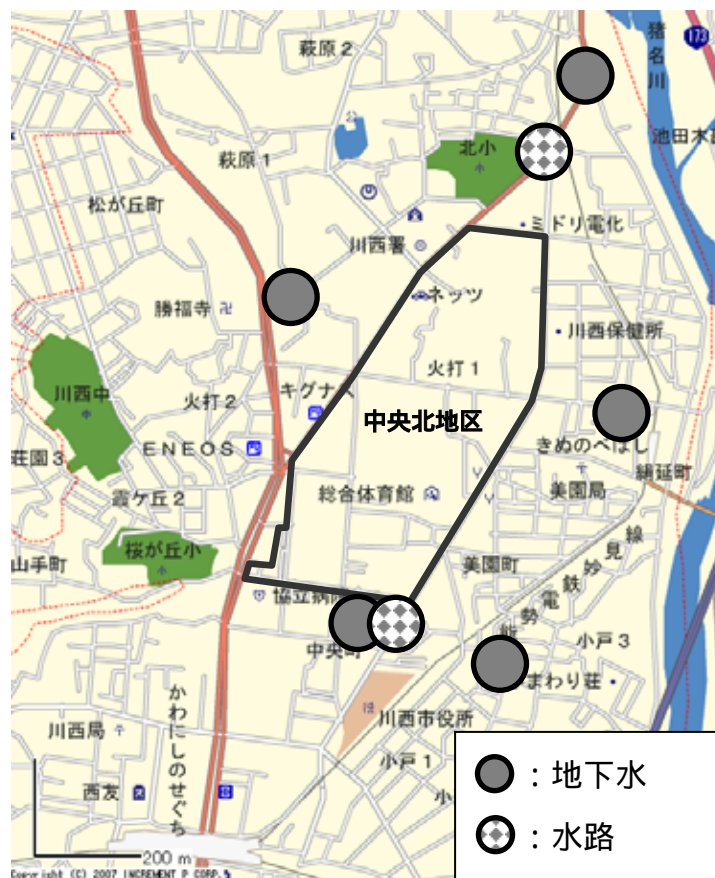 萩原2
猪名川
173
北小
池田木
萩原1
松が丘町
川西署
ドリ電化
ネッツ
勝福寺
川西保健所
火打1
川西中
火打2
キグナス
中央北地区
ENEOS
きめのべはし
荘園3
絹延町
総合体育館
美園局
霞ケ丘2
桜が丘小
山手町
美園町
能勢電鉄妙見線
協立病院
中央町
小戸3
まわり荘
かわにしのせぐち
川西局
川西市役所
小戸1
小
西友
：地下水
：水路
200 m
Copyright (C) 2007 INCREMENT P CORP.